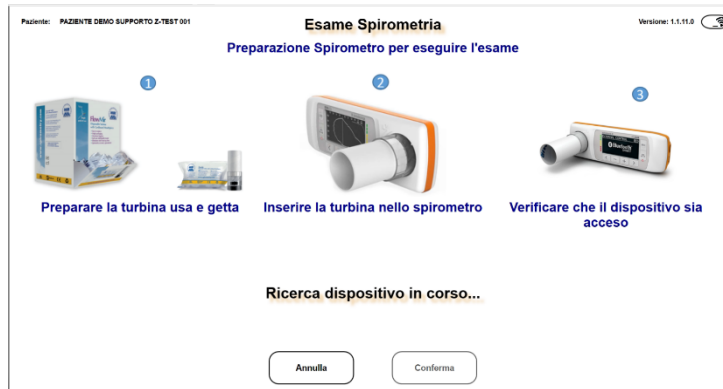 Paziente: PAZIENTE DEMO SUPPORTO Z-TEST 001
Esame Spirometria
Versione: 1.1.11.0
Preparazione Spirometro per eseguire l'esame
1
2
3
FlowMir
Bluetooth
Preparare la turbina usa e getta
Inserire la turbina nello spirometro
Verificare che il dispositivo sia
acceso
Ricerca dispositivo in corso...
Annulla
Conferma